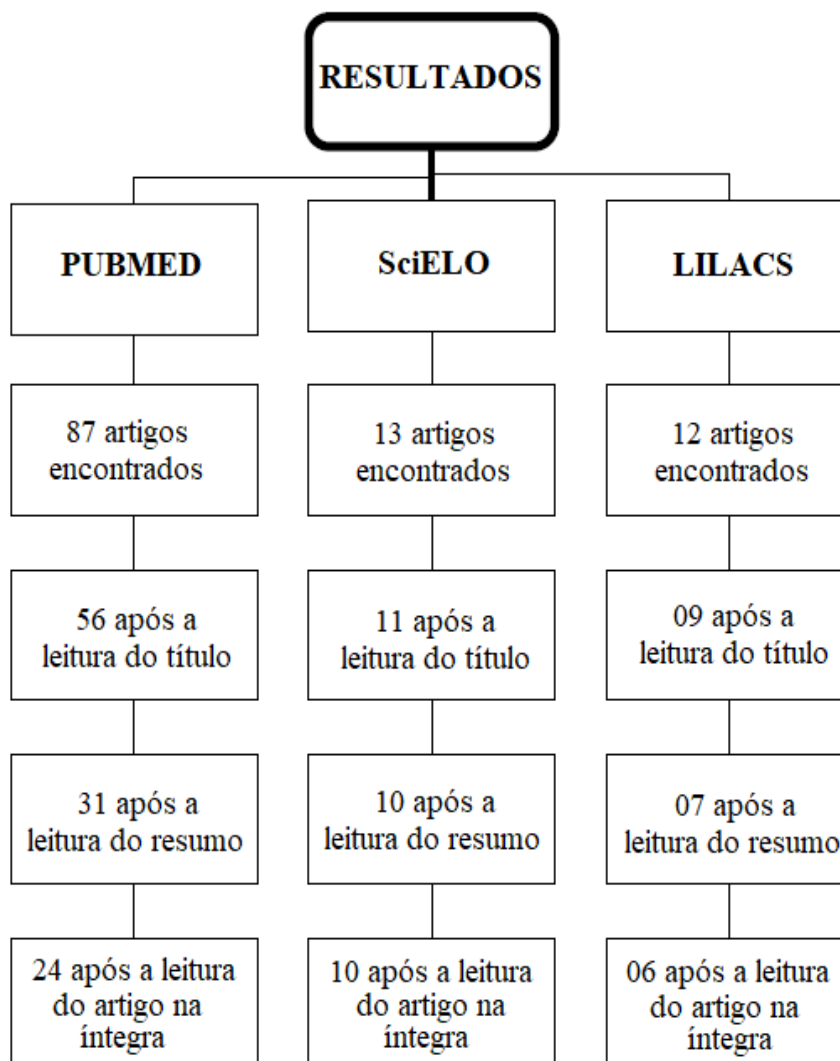 RESULTADOS
PUBMED
SciELO
LILACS
87 artigos
encontrados
13 artigos
encontrados
12 artigos
encontrados
56 após a
leitura do título
11 após a
leitura do título
09 após a
leitura do título
31 após a
leitura do resumo
10 após a
leitura do resumo
07 após a
leitura do resumo
24 após a leitura
do artigo na
íntegra
10 após a leitura
do artigo na
íntegra
06 após a leitura
do artigo na
íntegra